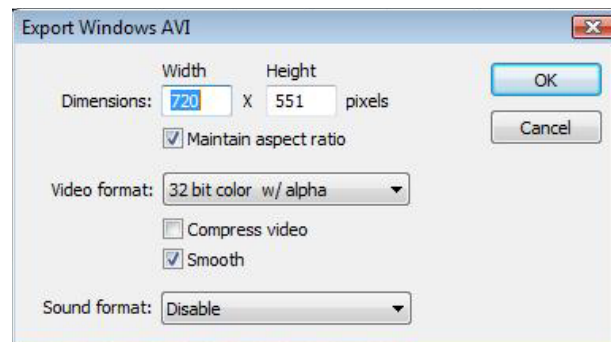 Export Windows AVI
Width Height
Dimensions: 720 X 551 pixels
OK
Maintain aspect ratio
Cancel
Video format: 32 bit color w/ alpha
Compress video
Smooth
Sound format: Disable